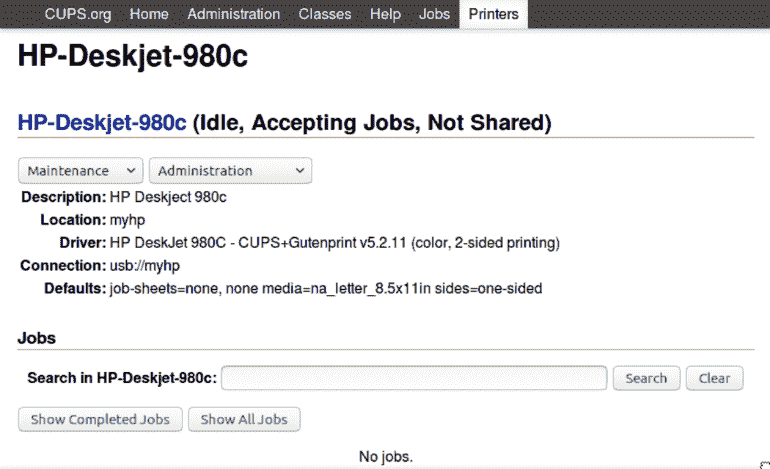 CUPS.org Home Administration Classes Help Jobs Printers
HP-Deskjet-980c
HP-Deskjet-980c (Idle, Accepting Jobs, Not Shared)
Maintenance Administration
Description: HP Deskject 980c
Location: myhp
Driver: HP DeskJet 980C - CUPS+Gutenprint v5.2.11 (color, 2-sided printing)
Connection: usb://myhp
Defaults: job-sheets=none, none media=na_letter_8.5x11in sides=one-sided
Jobs
Search in HP-Deskjet-980c: Search Clear
Show Completed Jobs Show All Jobs
No jobs.